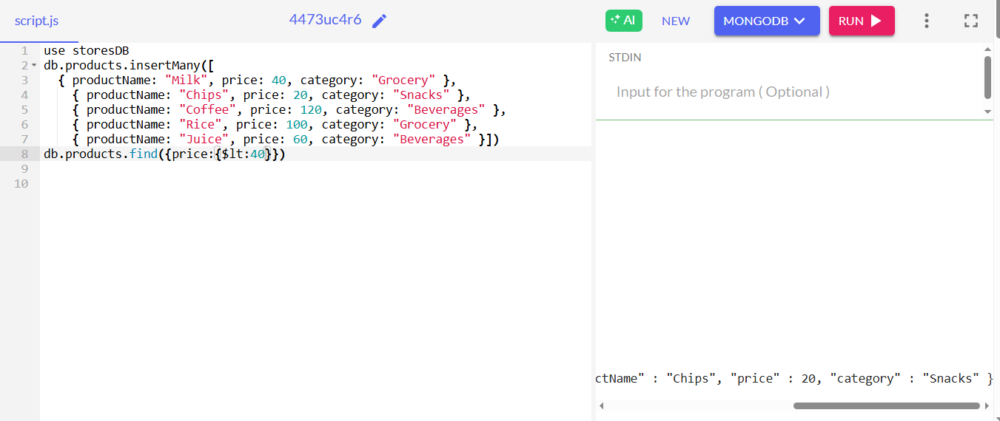 script.js
4473uc4r6
AI
NEW
MONGODB
RUN
1 use storesDB
2 db.products.insertMany([
3 { productName: "Milk", price: 40, category: "Grocery" },
4 { productName: "Chips", price: 20, category: "Snacks" },
5 { productName: "Coffee", price: 120, category: "Beverages" },
6 { productName: "Rice", price: 100, category: "Grocery" },
7 { productName: "Juice", price: 60, category: "Beverages" }])
8 db.products.find({price:{$lt:40}})
9
10
STDIN
Input for the program ( Optional )
ctName" : "Chips", "price" : 20, "category" : "Snacks" }